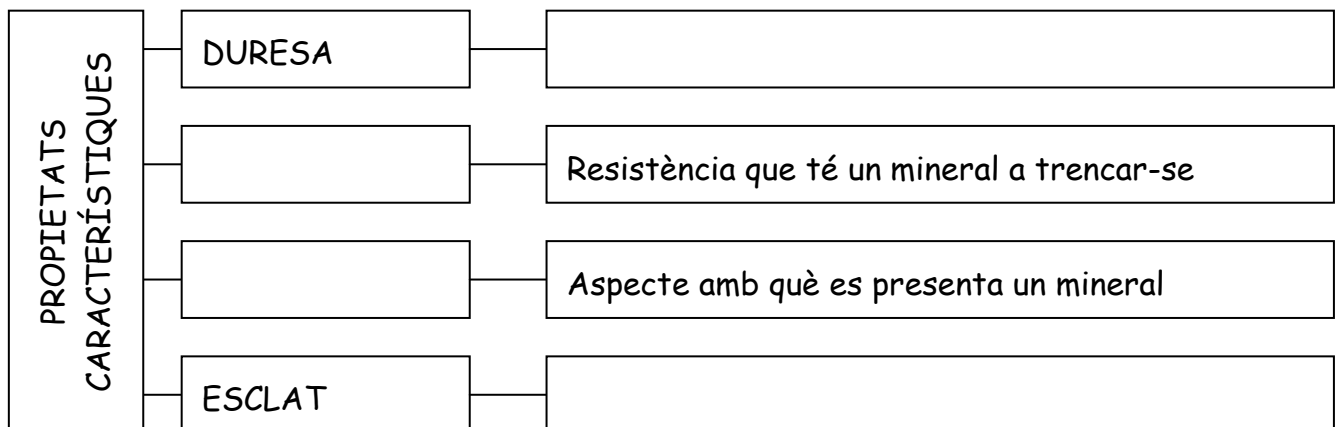 PROPIETATS
CARACTERÍSTIQUES
DURESA
Resistència que té un mineral a trencar-se
Aspecte amb què es presenta un mineral
ESCLAT